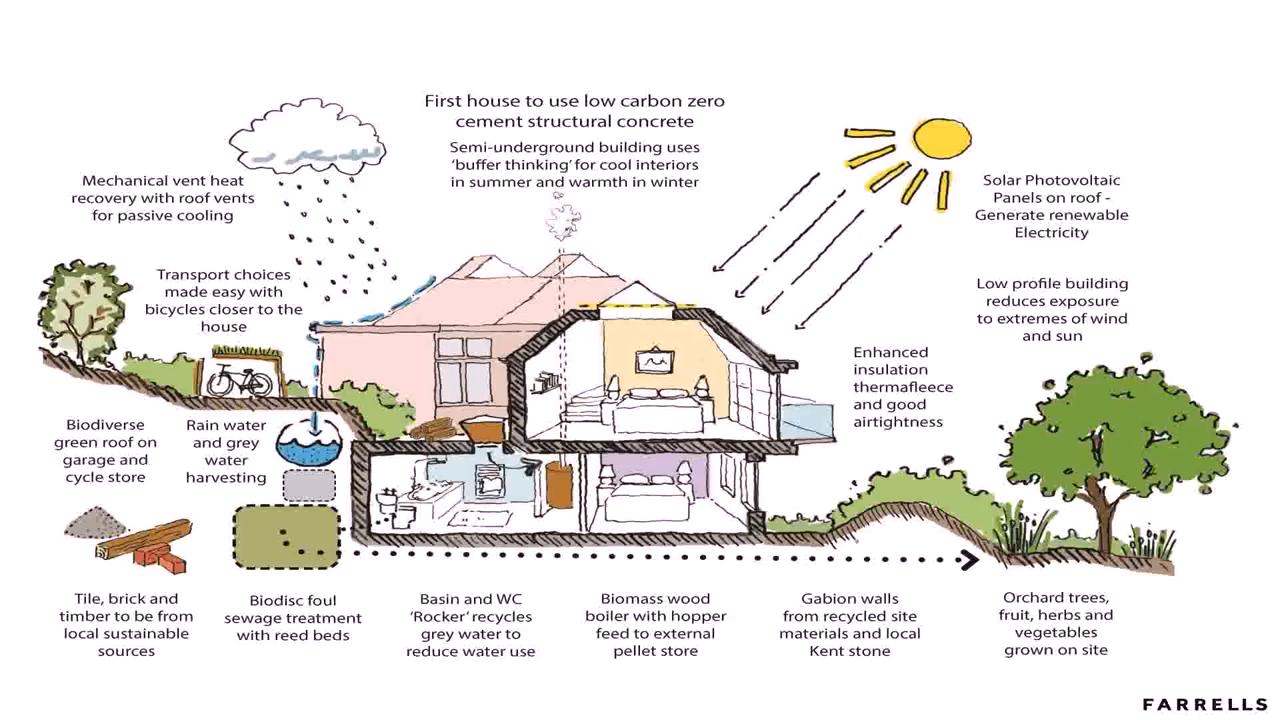 First house to use low carbon zero
cement structural concrete
Semi-underground building uses
‘buffer thinking’ for cool interiors
in summer and warmth in winter
Mechanical vent heat
recovery with roof vents
for passive cooling
Solar Photovoltaic
Panels on roof -
Generate renewable
Electricity
Transport choices
made easy with
bicycles closer to the
house
Low profile building
reduces exposure
to extremes of wind
and sun
Enhanced
insulation
thermafleece
and good
airtightness
Biodiverse
green roof on
garage and
cycle store
Rain water
and grey
water
harvesting
Tile, brick and
timber to be from
local sustainable
sources
Biodisc foul
sewage treatment
with reed beds
Basin and WC
‘Rocker’ recycles
grey water to
reduce water use
Biomass wood
boiler with hopper
feed to external
pellet store
Gabion walls
from recycled site
materials and local
Kent stone
Orchard trees,
fruit, herbs and
vegetables
grown on site
FARRELLS